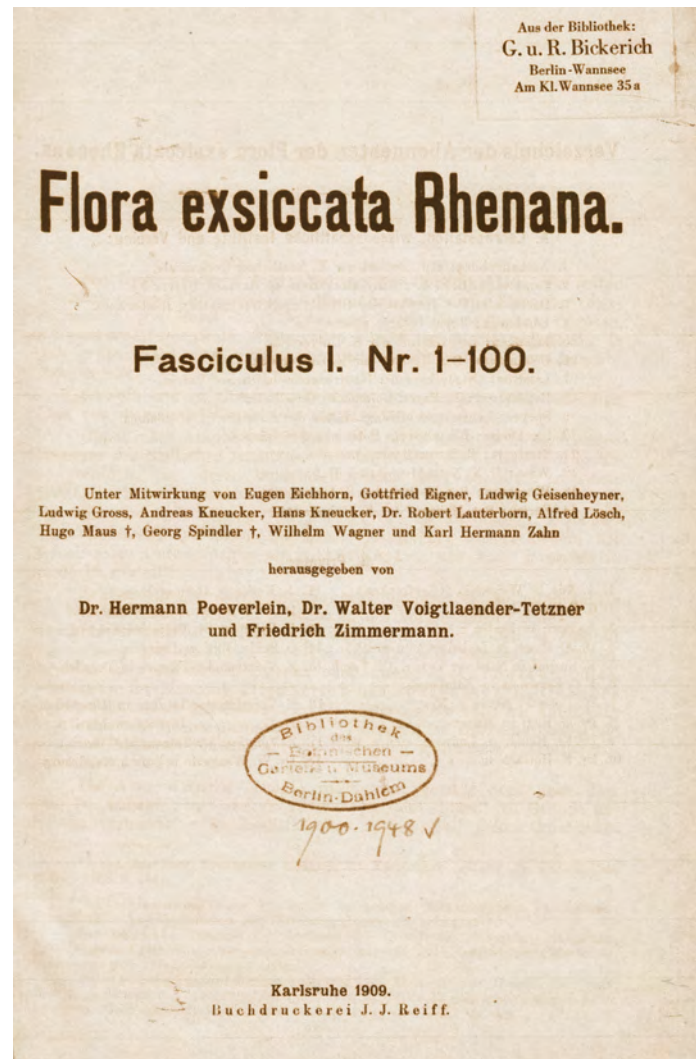 Aus der Bibliothek:
G. u. R. Bickerich
Berlin-Wannsee
Am Kl. Wannsee 35a
Flora exsiccata Rhenana.
Fasciculus I. Nr. 1–100.
Unter Mitwirkung von Eugen Eichhorn, Gottfried Eigner, Ludwig Geisenheyner,
Ludwig Gross, Andreas Kneucker, Hans Kneucker, Dr. Robert Lauterborn, Alfred Lösch,
Hugo Maus †, Georg Spindler †, Wilhelm Wagner und Karl Hermann Zahn
herausgegeben von
Dr. Hermann Poeverlein, Dr. Walter Voigtlaender-Tetzner
und Friedrich Zimmermann.
Bibliothek
des
— Botanischen —
Gartens u. Museums
Berlin-Dahlem
1900. 1948 √
Karlsruhe 1909.
Buchdruckerei J. J. Reiff.